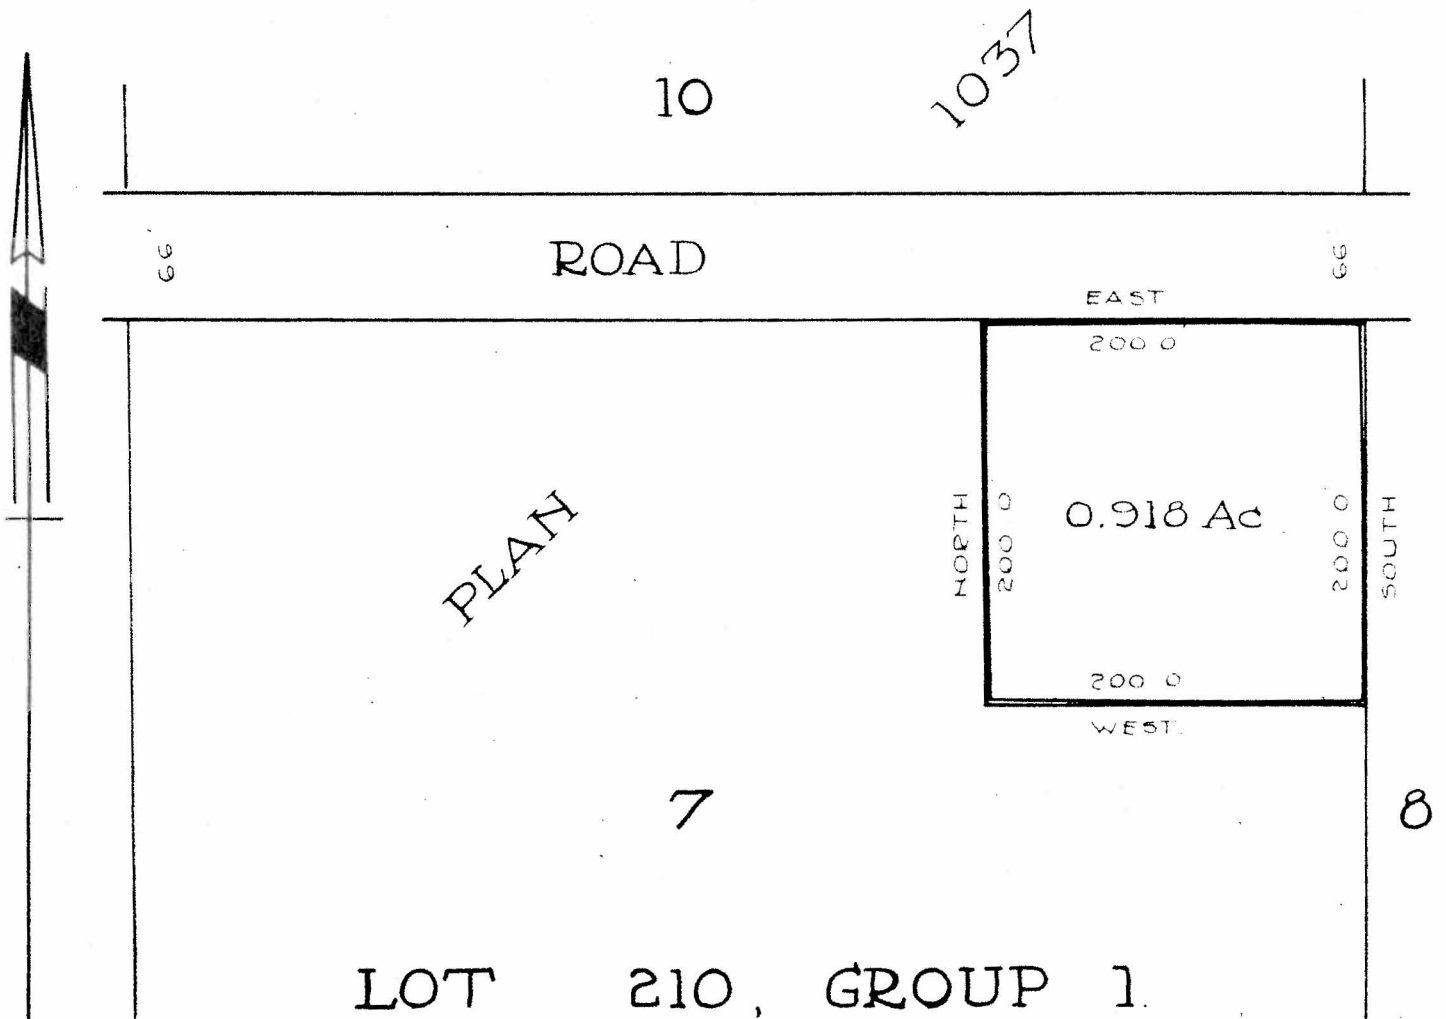 10
1037
66'
ROAD
66
EAST
200 0
NORTH
200 0
0.918 Ac
200 0
SOUTH
PLAN
200 0
WEST.
7
8
LOT 210, GROUP 1.